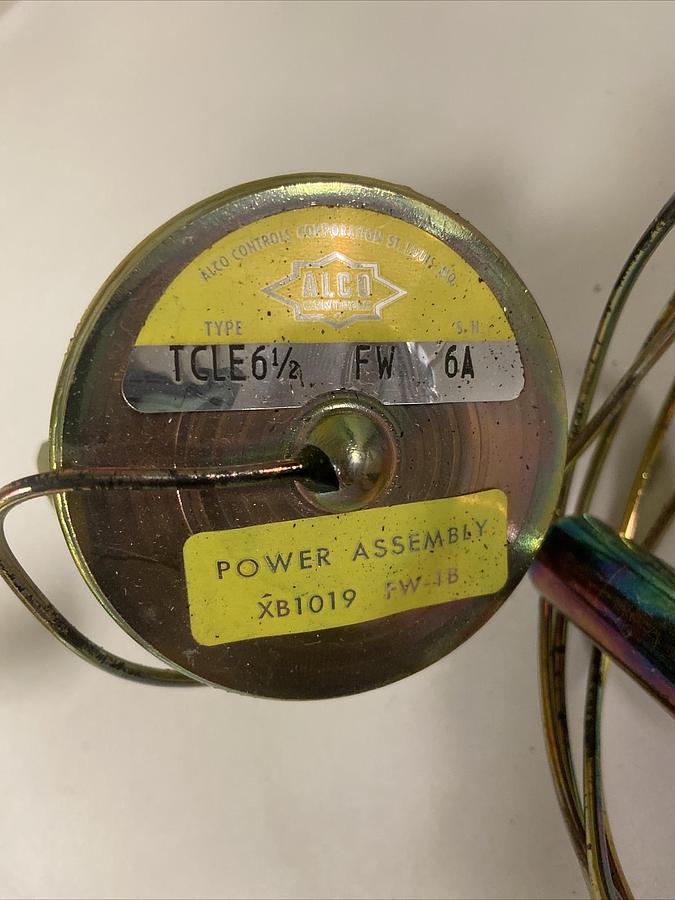 ALCO CONTROLS CORPORATION ST. LOUIS MO.
ALCO
TYPE S.H
TCLE6½ FW 6A
POWER ASSEMBLY
XB1019 FW-1B